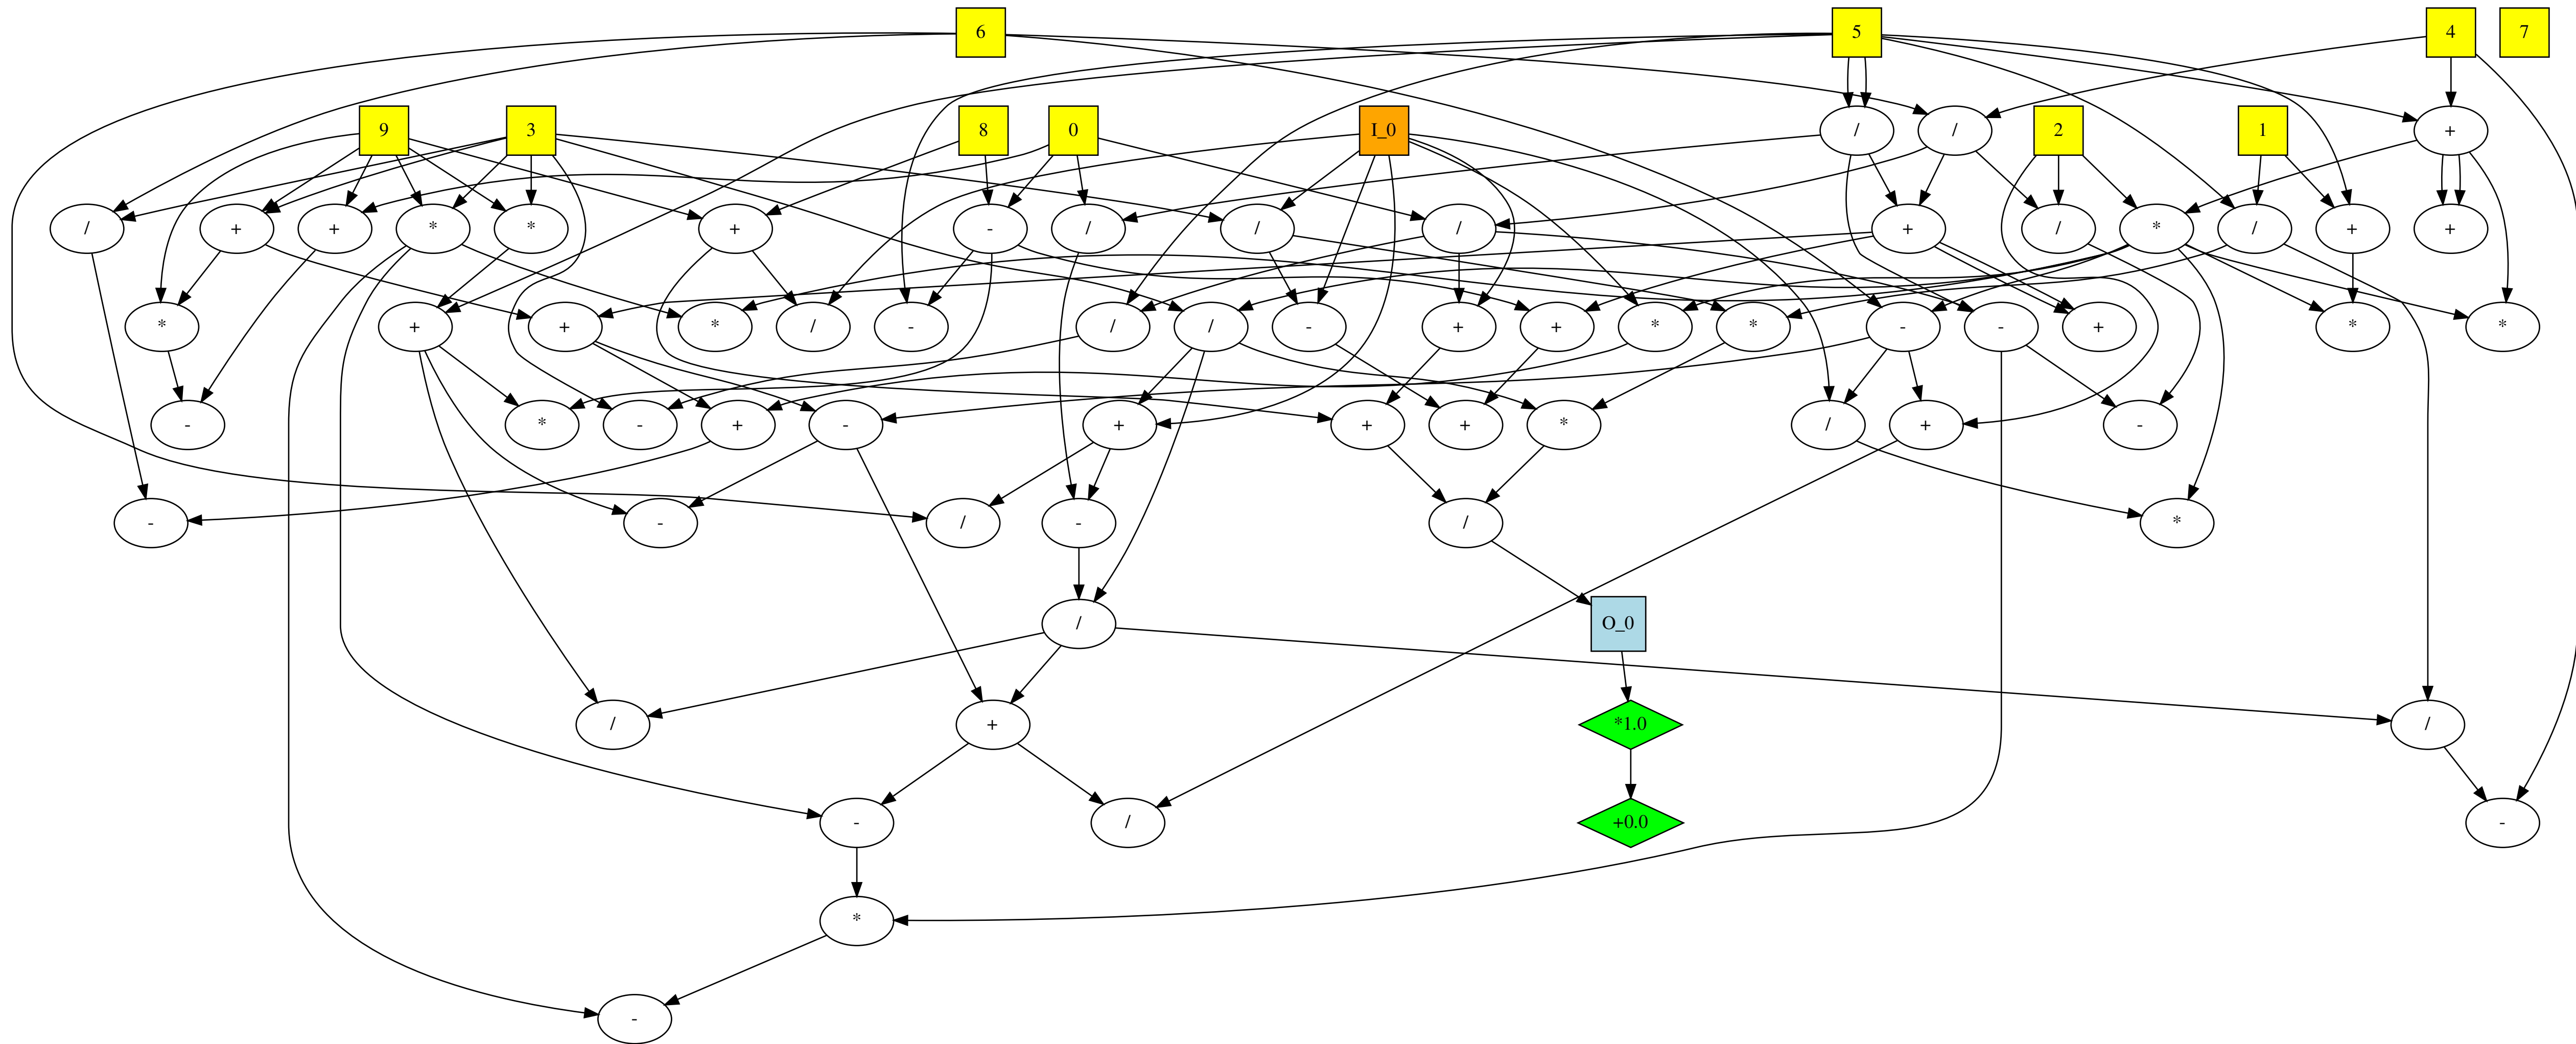 6 5 4 7
9 3 8 0 I_0 / / 2 1 +
/ + + * * + - / / / + / * / + +
* + + * / - / / - + + * * - - + * *
- * - + - + + + * / + -
- - / - / *
/ O_0
/ + *1.0 /
- / +0.0 -
*
-